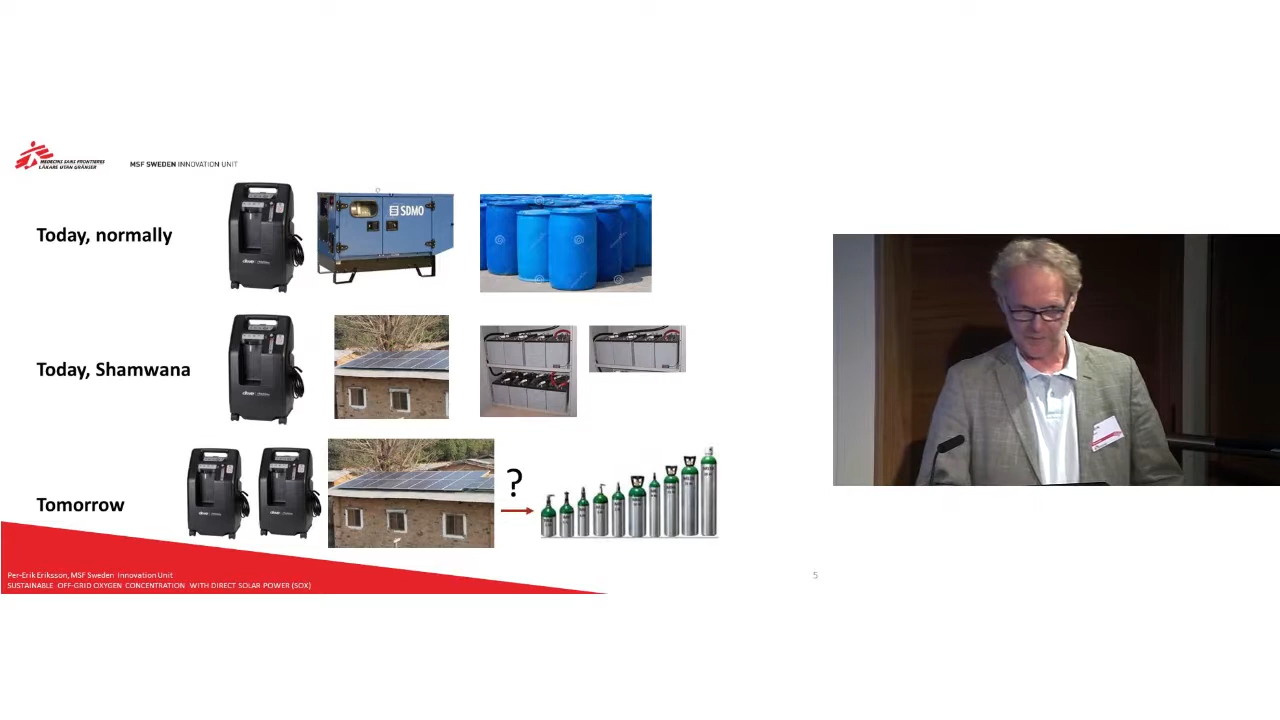 MEDECINS SANS FRONTIERES
LÄKARE UTAN GRÄNSER
MSF SWEDEN INNOVATION UNIT
Today, normally
SDMO
Today, Shamwana
Tomorrow
?
Per-Erik Eriksson, MSF Sweden Innovation Unit
SUSTAINABLE OFF-GRID OXYGEN CONCENTRATION WITH DIRECT SOLAR POWER (SOX)
5